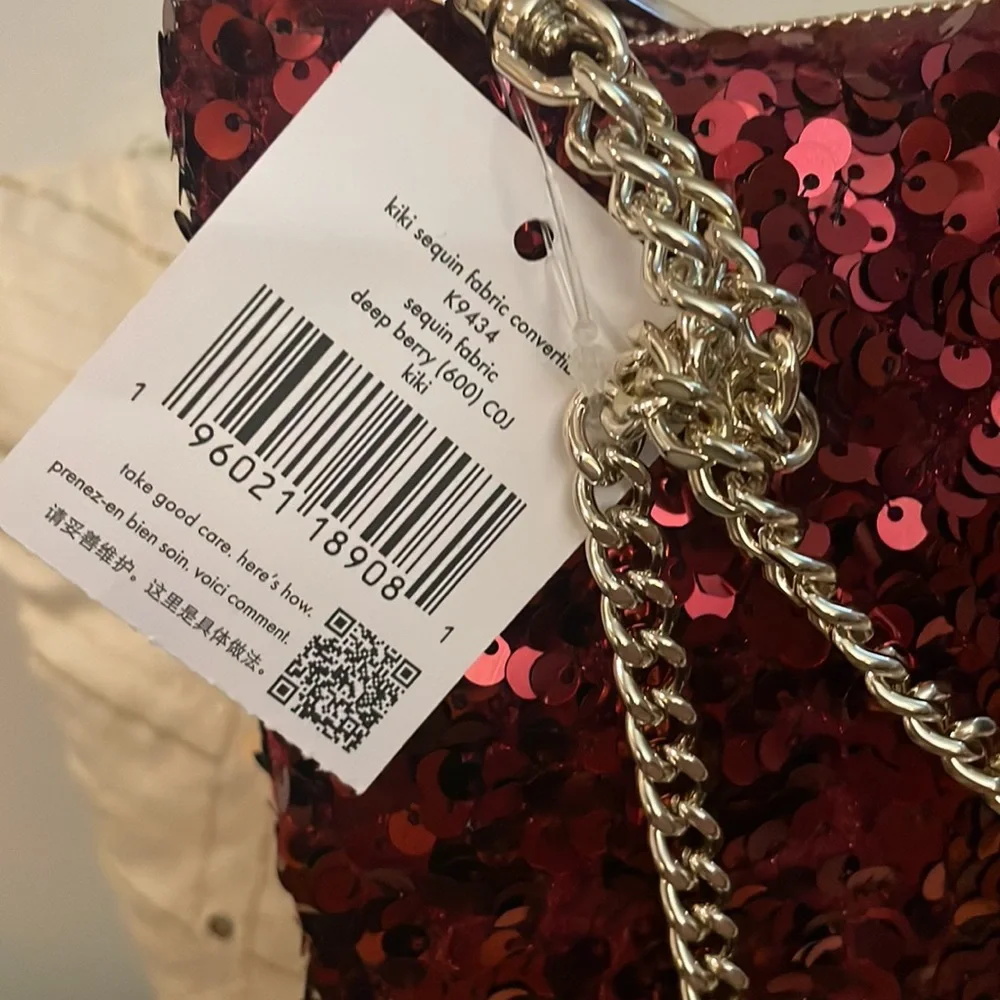 kiki sequin fabric
K9434
sequin fabric
deep berry (600) C0J
kiki
1 96021 18908 1
take good care. here's how.
prenez-en bien soin. voici comment.
请妥善维护。这里是具体做法。